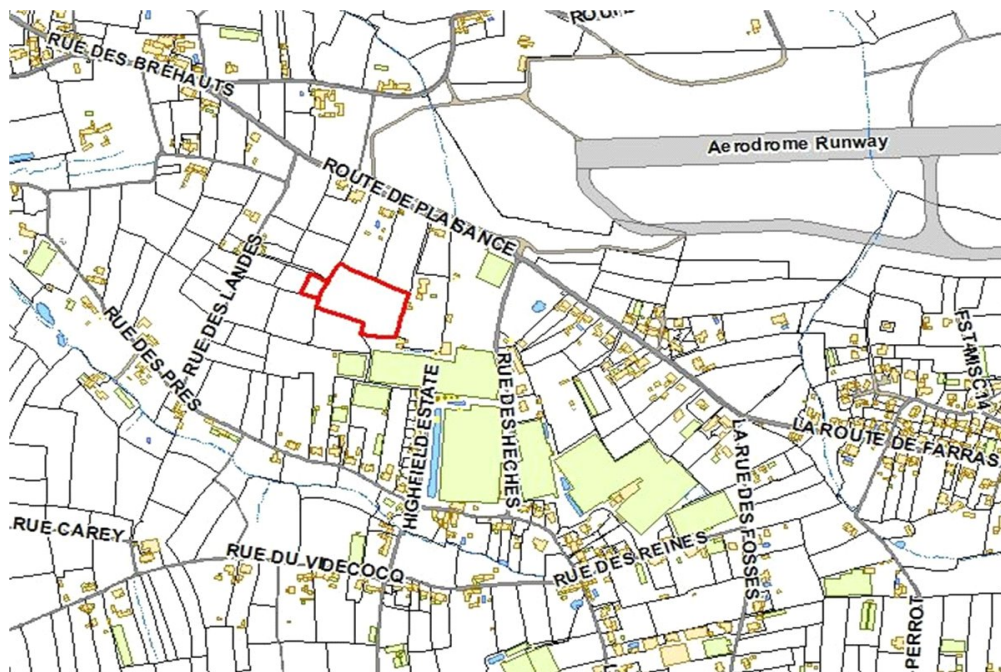 RUE DES BREHAUTS
Aerodrome Runway
ROUTE DE PLAISANCE
RUE DES LANDES
RUE-DES-PRES
HIGHFIELD ESTATE
RUE-DES HECHES
FST4MISC14
LA ROUTE DE FARRAS
LA RUE DES FOSSES
RUE CAREY
RUE DU VIDECOCQ
RUE DES REINES
PERROT